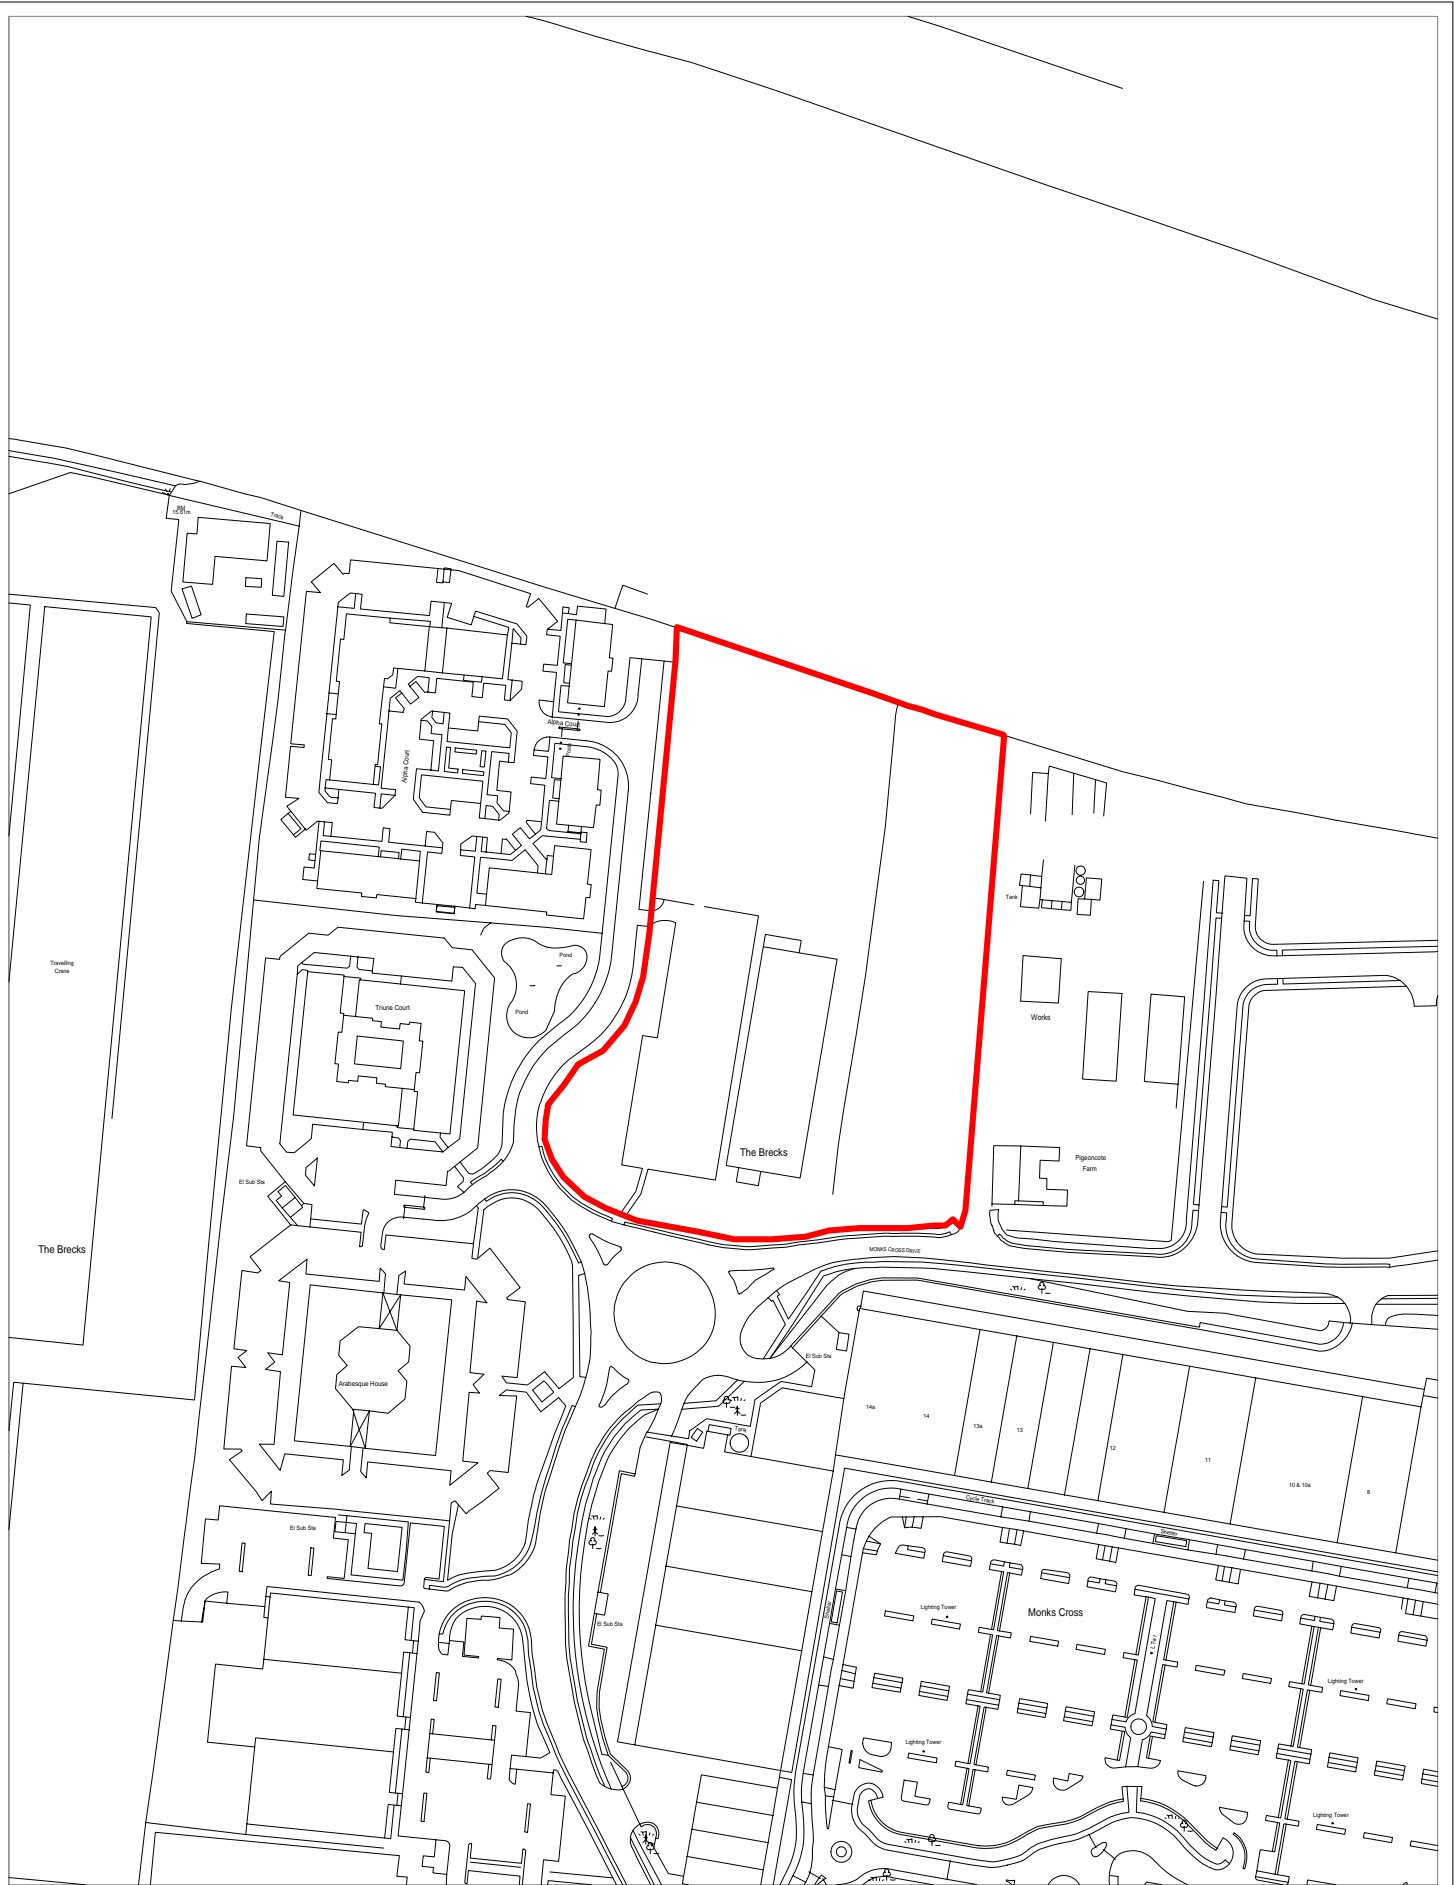 BM
15.61m
Track
Alpha Court
Posts
Alpha Court
Tank
Travelling
Crane
Pond
Pond
Triune Court
Works
The Brecks
Pigeoncote
Farm
El Sub Sta
The Brecks
MONKS CROSS DRIVE
El Sub Sta
Arabesque House
14a
14
13a
13
12
11
10 & 10a
8
Tank
Cycle Track
El Sub Sta
Shelter
Shelter
Lighting Tower
Monks Cross
El Sub Sta
L Twr
Lighting Tower
Lighting Tower
Lighting Tower